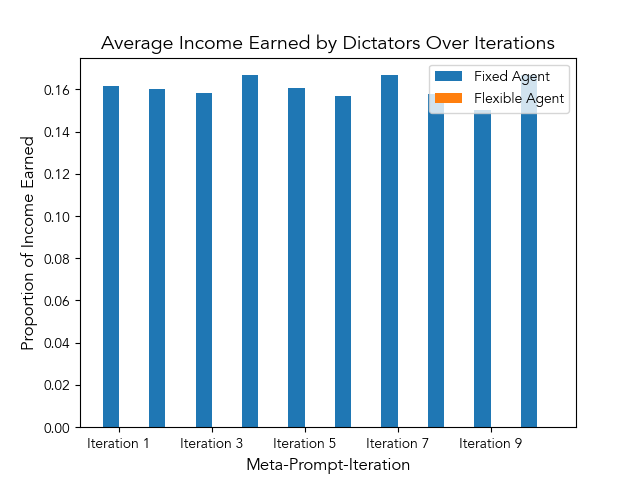 Average Income Earned by Dictators Over Iterations
Fixed Agent
Flexible Agent
Proportion of Income Earned
0.16
0.14
0.12
0.10
0.08
0.06
0.04
0.02
0.00
Iteration 1 Iteration 3 Iteration 5 Iteration 7 Iteration 9
Meta-Prompt-Iteration